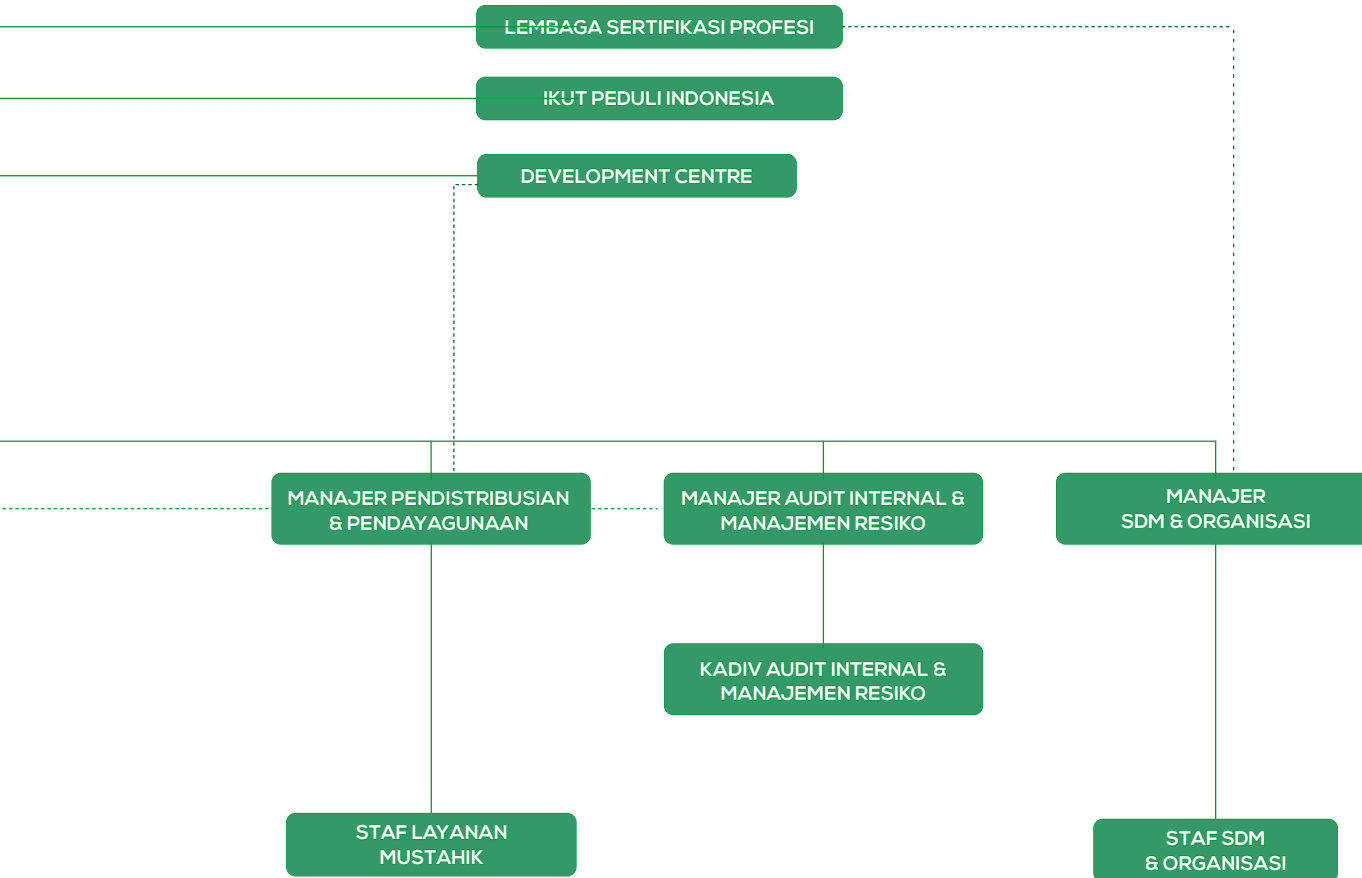 LEMBAGA SERTIFIKASI PROFESI
IKUT PEDULI INDONESIA
DEVELOPMENT CENTRE
MANAJER PENDISTRIBUSIAN
& PENDAYAGUNAAN
MANAJER AUDIT INTERNAL &
MANAJEMEN RESIKO
MANAJER
SDM & ORGANISASI
KADIV AUDIT INTERNAL &
MANAJEMEN RESIKO
STAF LAYANAN
MUSTAHIK
STAF SDM
& ORGANISASI